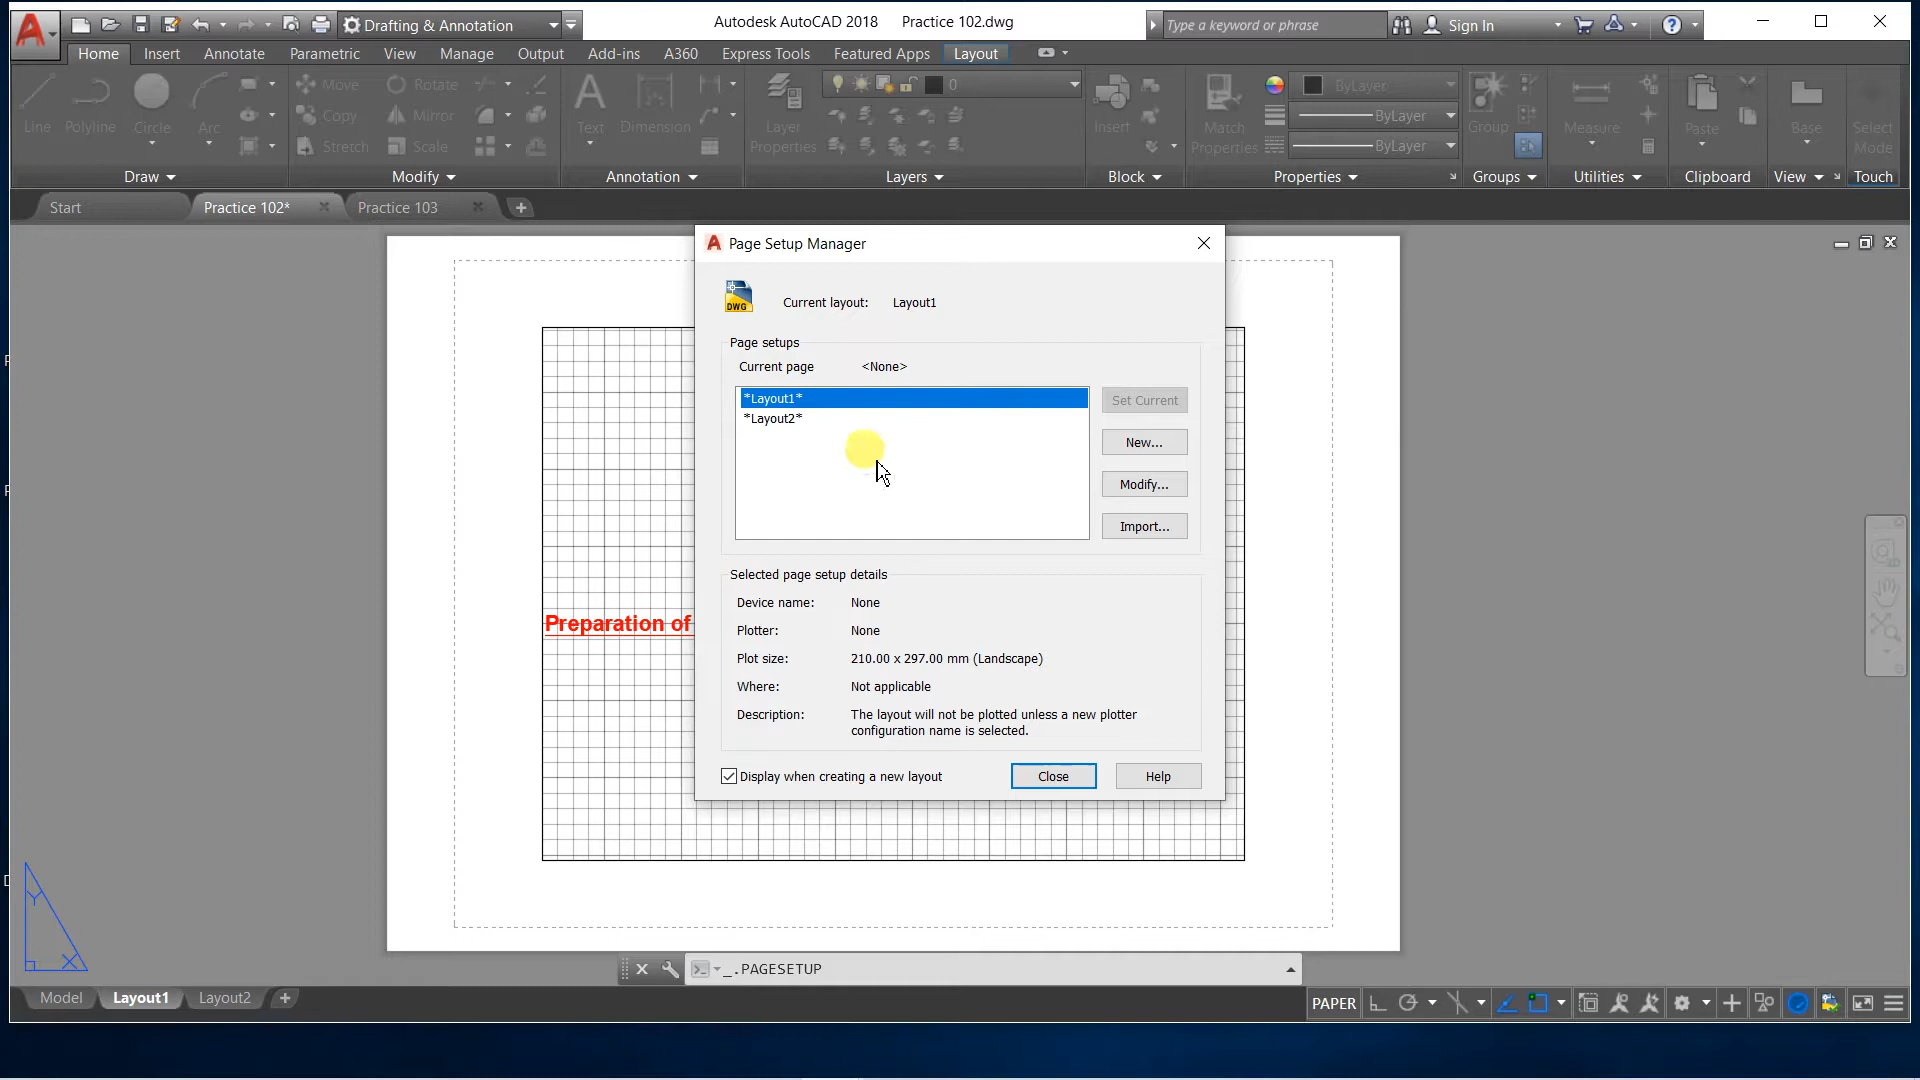 Drafting & Annotation
Autodesk AutoCAD 2018 Practice 102.dwg
Type a keyword or phrase
Sign In
Home Insert Annotate Parametric View Manage Output Add-ins A360 Express Tools Featured Apps Layout
Move Rotate 0 ByLayer
Copy Mirror ByLayer
Line Polyline Circle Arc Text Dimension Layer Insert Match Group Measure Paste Base Select
Stretch Scale Properties Properties ByLayer Mode
Draw Modify Annotation Layers Block Properties Groups Utilities Clipboard View Touch
Start Practice 102* Practice 103
Page Setup Manager
DWG
Current layout: Layout1
Page setups
Current page <None>
*Layout1*
Set Current
*Layout2*
New...
Modify...
Import...
Selected page setup details
Device name: None
Preparation of
Plotter: None
Plot size: 210.00 x 297.00 mm (Landscape)
Where: Not applicable
Description: The layout will not be plotted unless a new plotter
configuration name is selected.
Display when creating a new layout Close Help
Y
X
_.PAGESETUP
Model Layout1 Layout2
PAPER